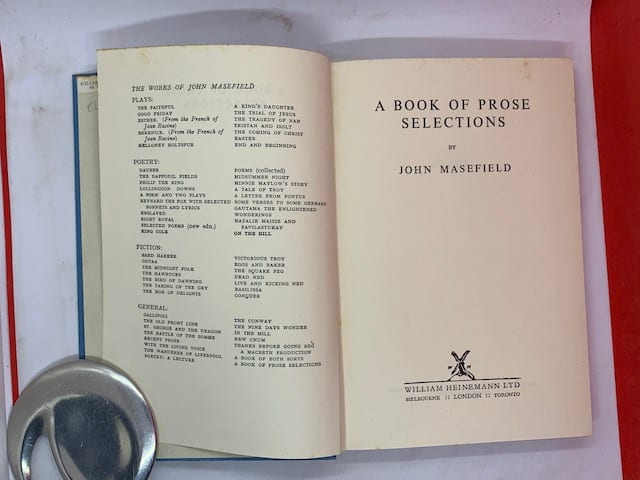 THE WORKS OF JOHN MASEFIELD
PLAYS:
THE FAITHFUL
GOOD FRIDAY
ESTHER. (From the French of
Jean Racine)
BERENICE. (From the French of
Jean Racine)
MELLONEY HOLTSPUR
A KING'S DAUGHTER
THE TRIAL OF JESUS
THE TRAGEDY OF NAN
TRISTAN AND ISOLT
THE COMING OF CHRIST
EASTER
END AND BEGINNING
POETRY:
DAUBER
THE DAFFODIL FIELDS
PHILIP THE KING
LOLLINGDON DOWNS
A POEM AND TWO PLAYS
REYNARD THE FOX WITH SELECTED
SONNETS AND LYRICS
ENSLAVED
RIGHT ROYAL
SELECTED POEMS (new edn.)
KING COLE
POEMS (collected)
MIDSUMMER NIGHT
MINNIE MAYLOW'S STORY
A TALE OF TROY
A LETTER FROM PONTUS
SOME VERSES TO SOME GERMANS
GAUTAMA THE ENLIGHTENED
WONDERINGS
NATALIE MAISIE AND
PAVILASTUKAY
ON THE HILL
FICTION:
SARD HARKER
ODTAA
THE MIDNIGHT FOLK
THE HAWBUCKS
THE BIRD OF DAWNING
THE TAKING OF THE GRY
THE BOX OF DELIGHTS
VICTORIOUS TROY
EGGS AND BAKER
THE SQUARE PEG
DEAD NED
LIVE AND KICKING NED
BASILISSA
CONQUER
GENERAL:
GALLIPOLI
THE OLD FRONT LINE
ST. GEORGE AND THE DRAGON
THE BATTLE OF THE SOMME
RECENT PROSE
WITH THE LIVING VOICE
THE WANDERER OF LIVERPOOL
POETRY: A LECTURE
THE CONWAY
THE NINE DAYS WONDER
IN THE MILL
NEW CHUM
THANKS BEFORE GOING AND
A MACBETH PRODUCTION
A BOOK OF BOTH SORTS
A BOOK OF PROSE SELECTIONS
A BOOK OF PROSE
SELECTIONS
BY
JOHN MASEFIELD
WILLIAM HEINEMANN LTD
MELBOURNE :: LONDON :: TORONTO